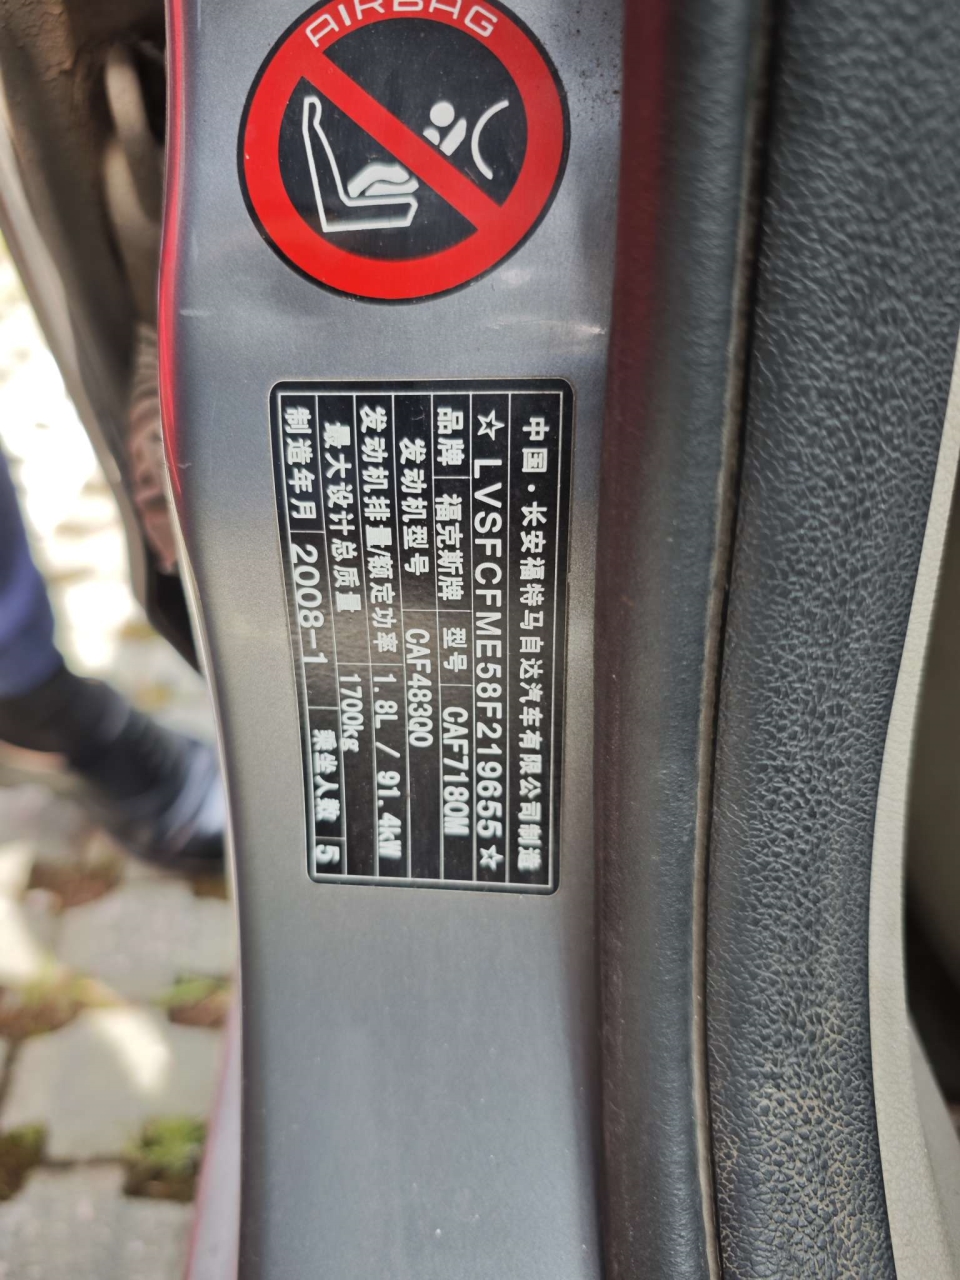 AIRBAG
中国·长安福特马自达汽车有限公司制造
☆LVSFCFME58F219655☆
品牌 福克斯牌 型号 CAF7180M
发动机型号 CAF483Q0
发动机排量/额定功率 1.8L / 91.4kW
最大设计总质量 1700kg
制造年月 2008-1 乘坐人数 5